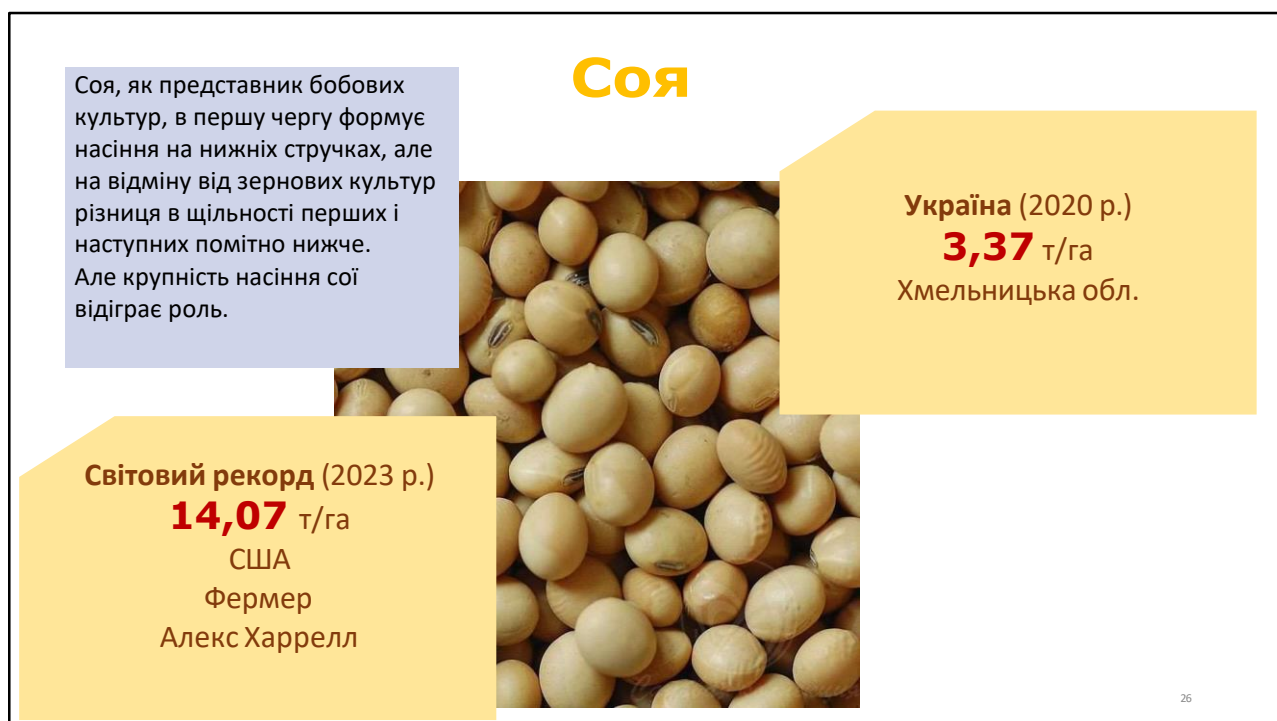 Соя
Соя, як представник бобових
культур, в першу чергу формує
насіння на нижніх стручках, але
на відміну від зернових культур
різниця в щільності перших і
наступних помітно нижче.
Але крупність насіння сої
відіграє роль.
Україна (2020 р.)
3,37 т/га
Хмельницька обл.
Світовий рекорд (2023 р.)
14,07 т/га
США
Фермер
Алекс Харрелл
26